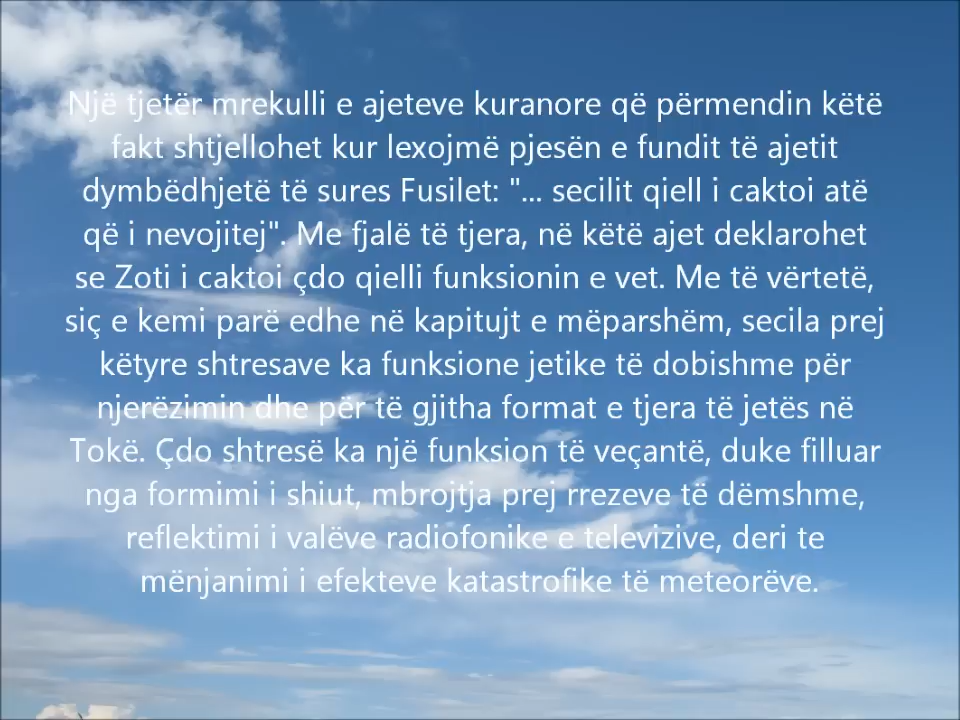 Një tjetër mrekulli e ajeteve kuranore që përmendin këtë
fakt shtjellohet kur lexojmë pjesën e fundit të ajetit
dymbëdhjetë të sures Fusilet: "... secilit qiell i caktoi atë
që i nevojitej". Me fjalë të tjera, në këtë ajet deklarohet
se Zoti i caktoi çdo qielli funksionin e vet. Me të vërtetë,
siç e kemi parë edhe në kapitujt e mëparshëm, secila prej
këtyre shtresave ka funksione jetike të dobishme për
njerëzimin dhe për të gjitha format e tjera të jetës në
Tokë. Çdo shtresë ka një funksion të veçantë, duke filluar
nga formimi i shiut, mbrojtja prej rrezeve të dëmshme,
reflektimi i valëve radiofonike e televizive, deri te
mënjanimi i efekteve katastrofike të meteorëve.